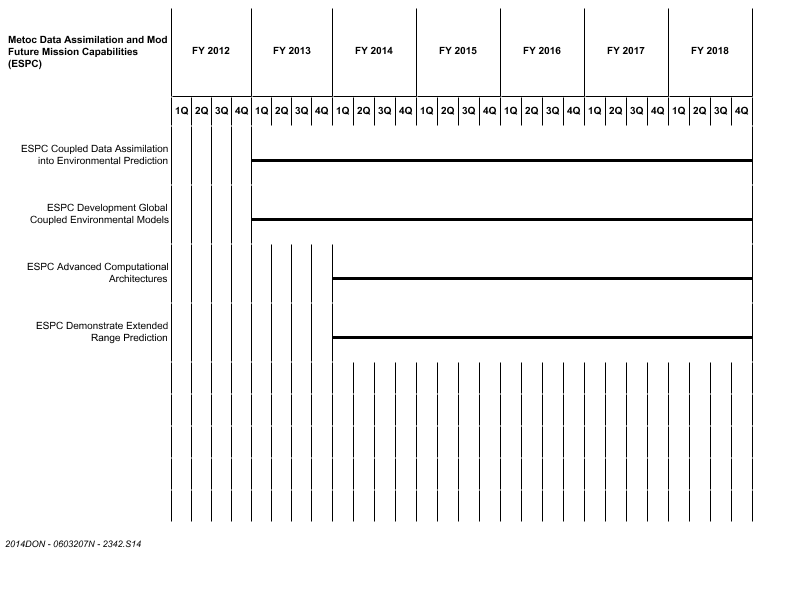 Metoc Data Assimilation and Mod
Future Mission Capabilities
(ESPC)
FY 2012 FY 2013 FY 2014 FY 2015 FY 2016 FY 2017 FY 2018
1Q 2Q 3Q 4Q 1Q 2Q 3Q 4Q 1Q 2Q 3Q 4Q 1Q 2Q 3Q 4Q 1Q 2Q 3Q 4Q 1Q 2Q 3Q 4Q 1Q 2Q 3Q 4Q
ESPC Coupled Data Assimilation
into Environmental Prediction
ESPC Development Global
Coupled Environmental Models
ESPC Advanced Computational
Architectures
ESPC Demonstrate Extended
Range Prediction
2014DON - 0603207N - 2342.S14